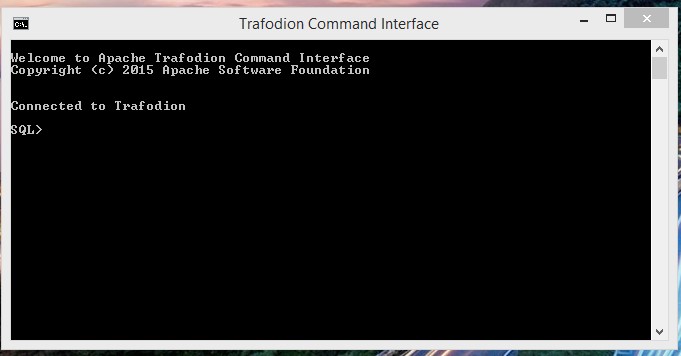 Trafodion Command Interface
C:\.
Welcome to Apache Trafodion Command Interface
Copyright (c) 2015 Apache Software Foundation
Connected to Trafodion
SQL>